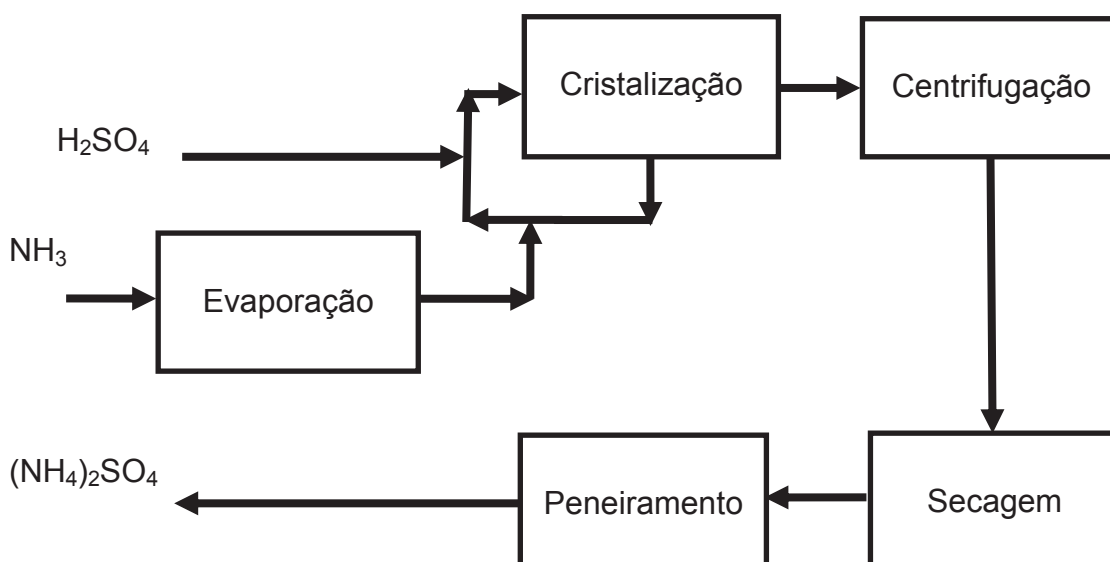 Cristalização
Centrifugação
H₂SO₄
NH₃
Evaporação
(NH₄)₂SO₄
Peneiramento
Secagem